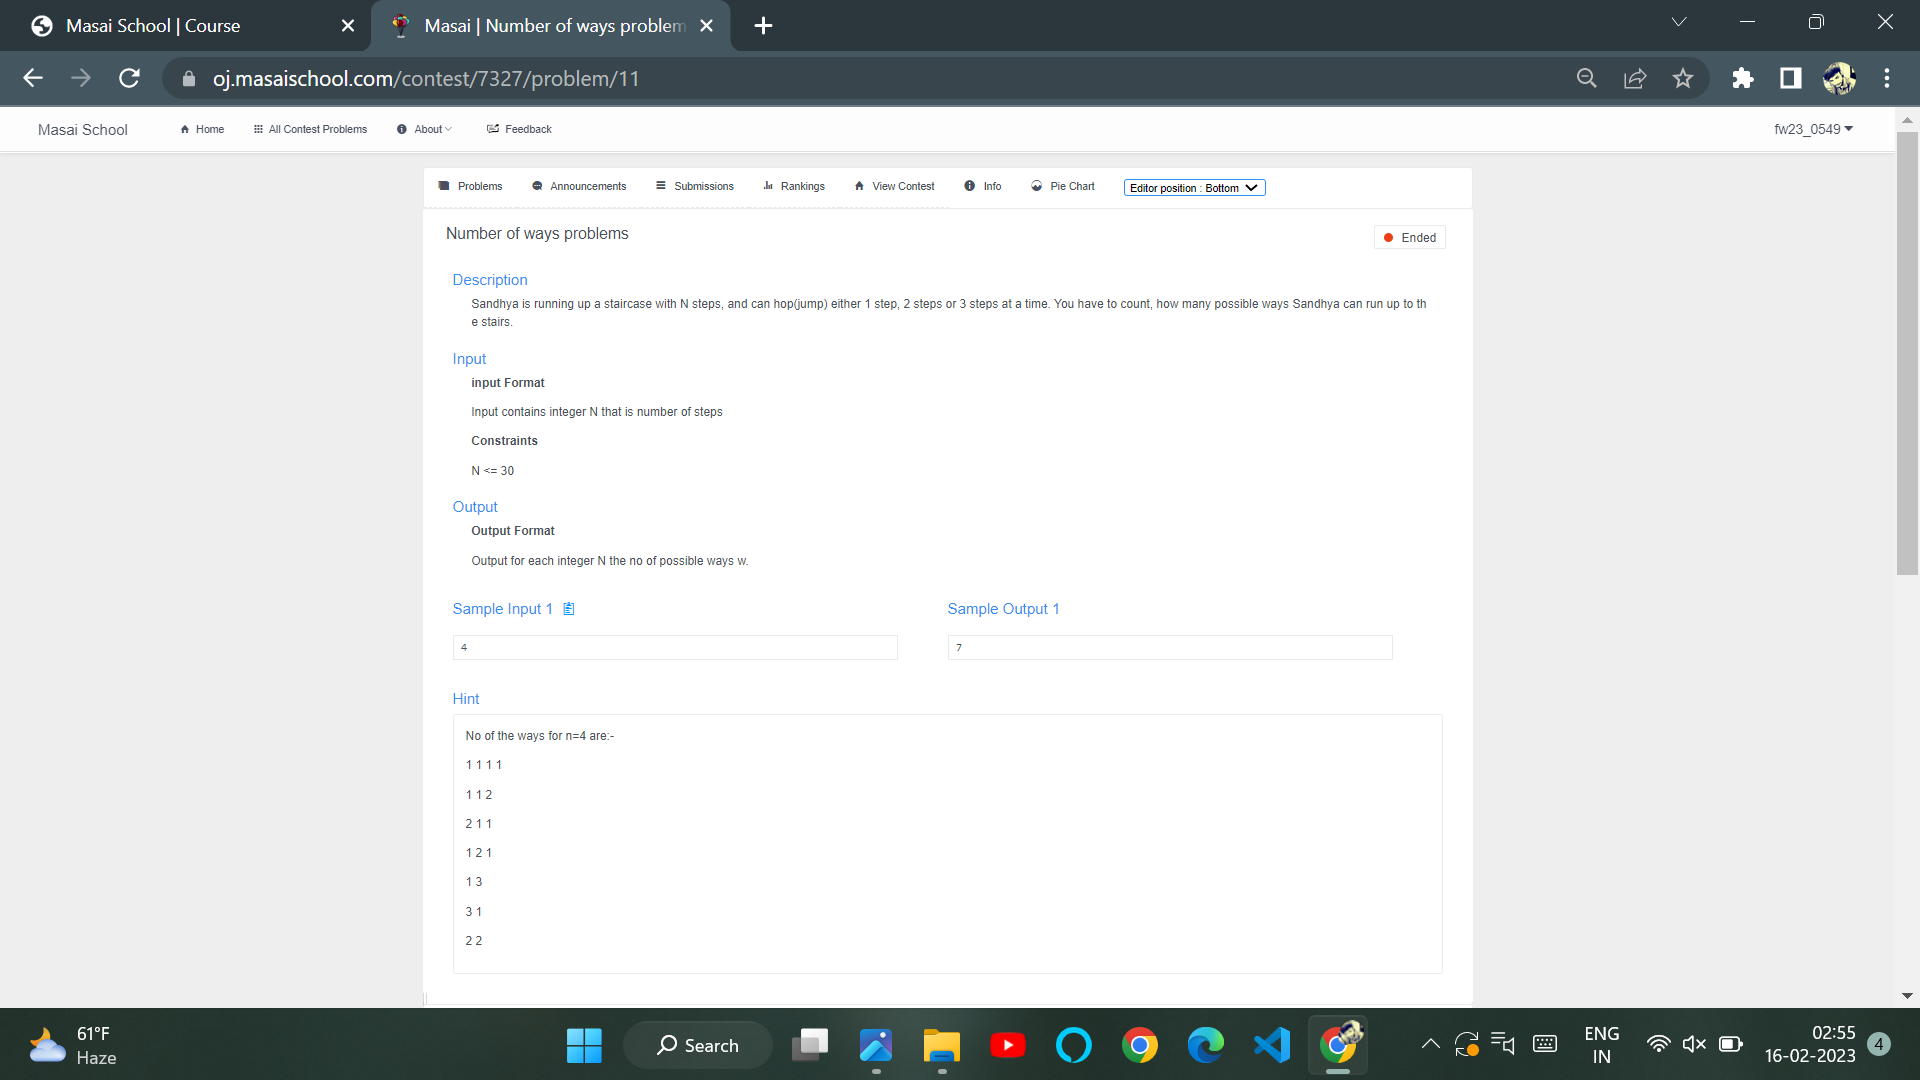 Masai School | Course
Masai | Number of ways problem
oj.masaischool.com/contest/7327/problem/11
Masai School
Home
All Contest Problems
About
Feedback
fw23_0549
Problems
Announcements
Submissions
Rankings
View Contest
Info
Pie Chart
Editor position : Bottom
Number of ways problems
Ended
Description
Sandhya is running up a staircase with N steps, and can hop(jump) either 1 step, 2 steps or 3 steps at a time. You have to count, how many possible ways Sandhya can run up to th
e stairs.
Input
input Format
Input contains integer N that is number of steps
Constraints
N <= 30
Output
Output Format
Output for each integer N the no of possible ways w.
Sample Input 1
Sample Output 1
4
7
Hint
No of the ways for n=4 are:-
1 1 1 1
1 1 2
2 1 1
1 2 1
1 3
3 1
2 2
61°F
Haze
Search
ENG
IN
02:55
16-02-2023
4